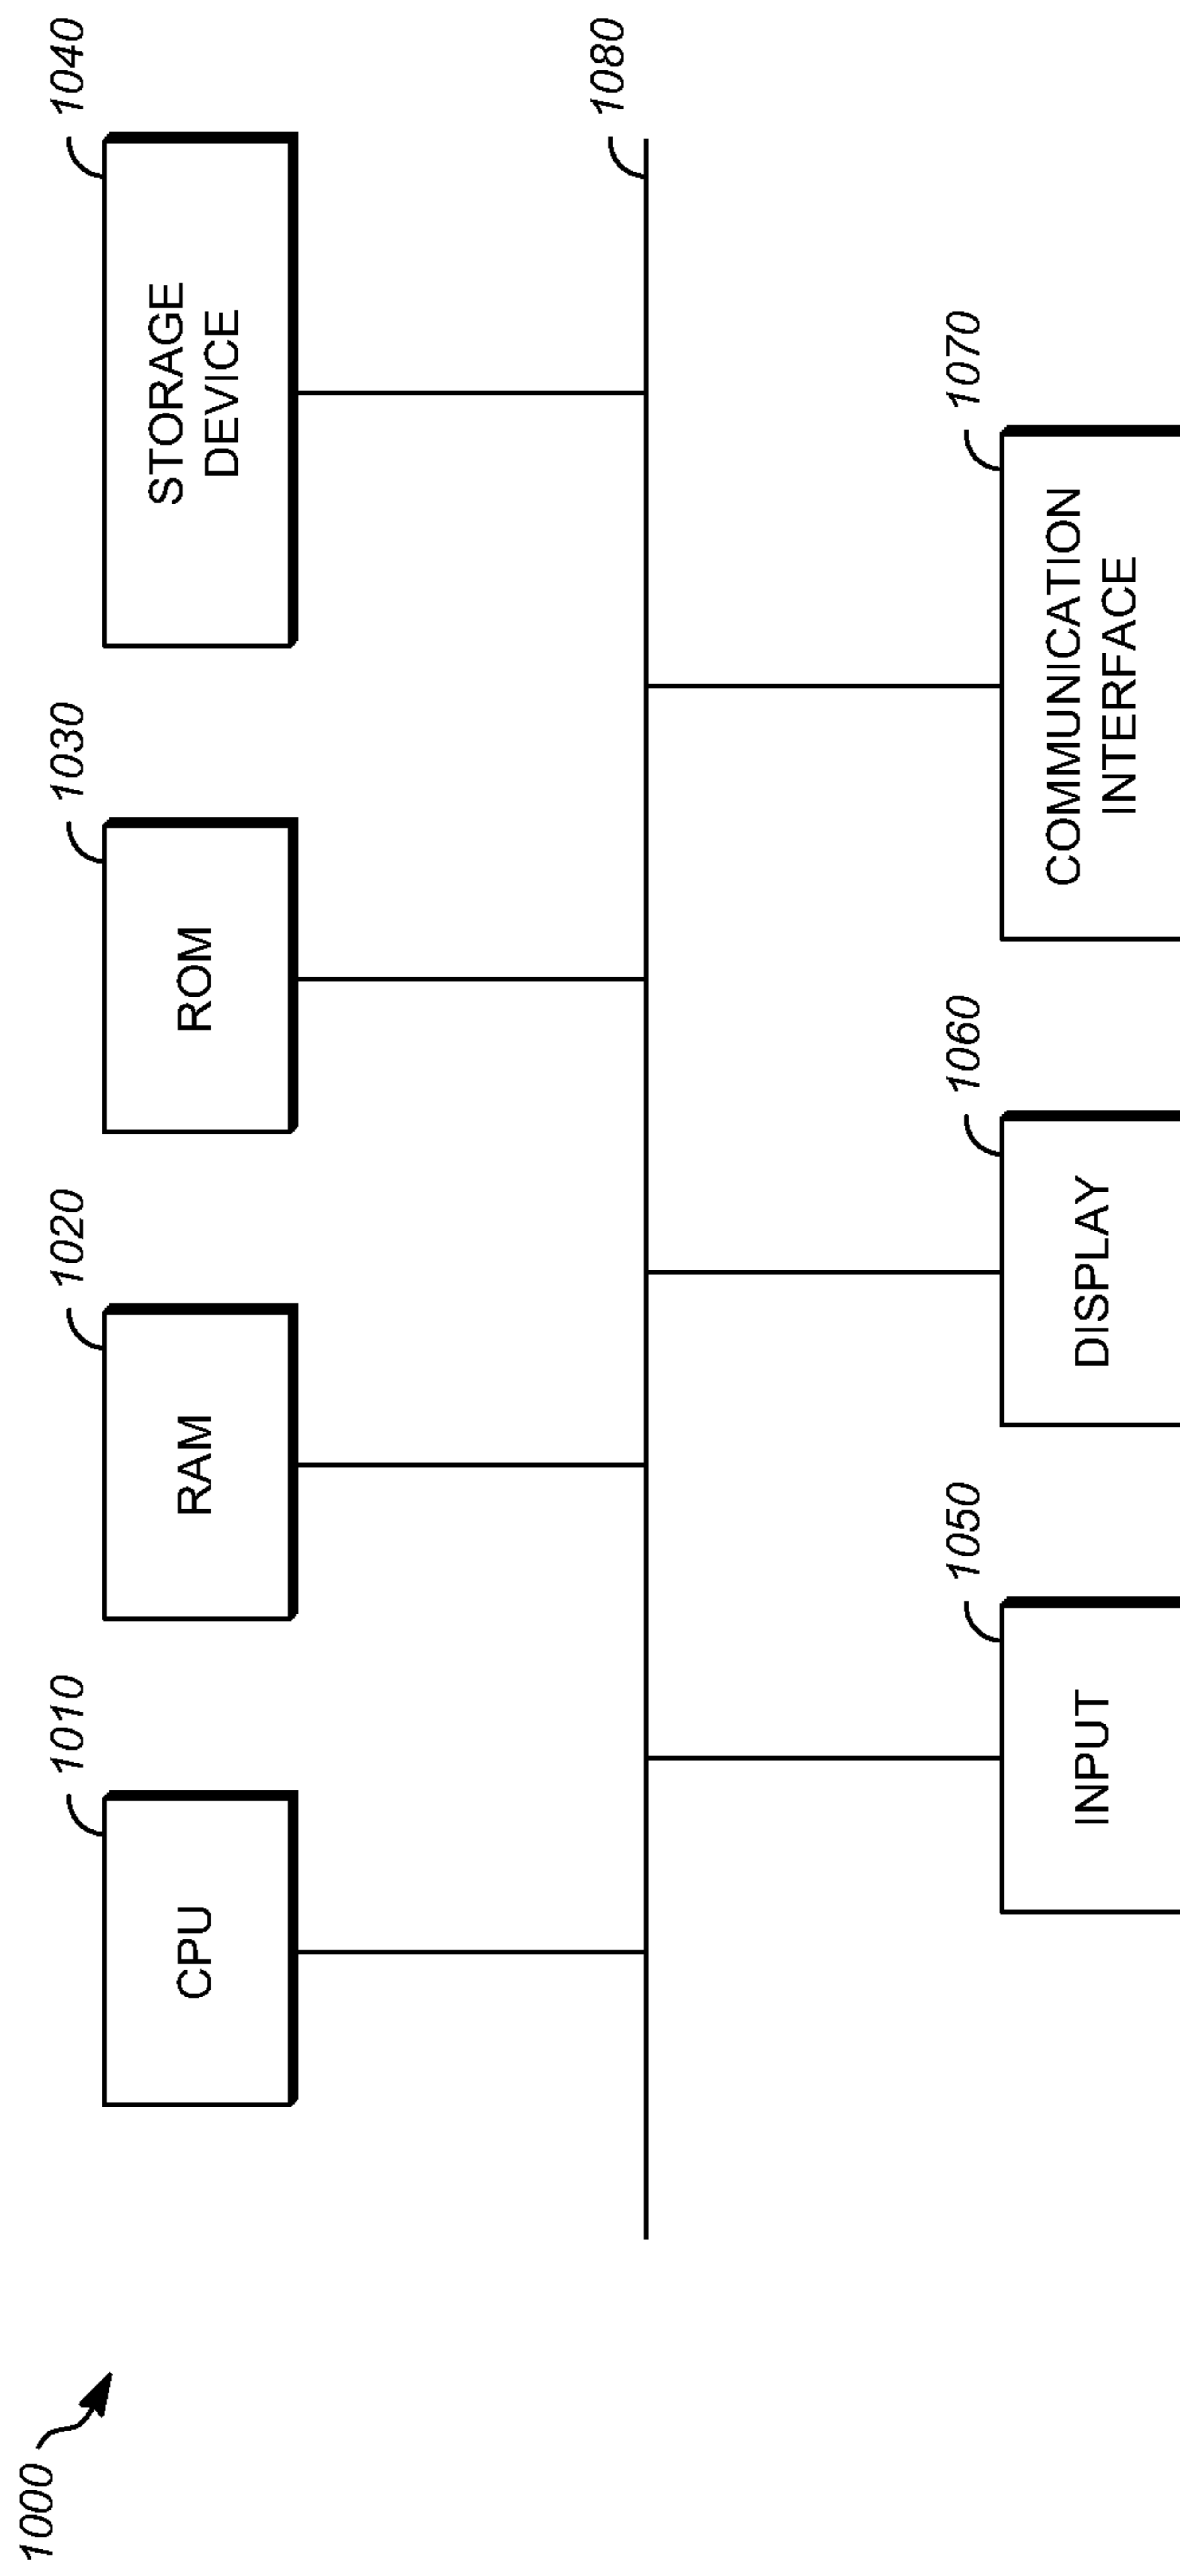 1000
1010
CPU
1020
RAM
1030
ROM
1040
STORAGE
DEVICE
1080
1050
INPUT
1060
DISPLAY
1070
COMMUNICATION
INTERFACE